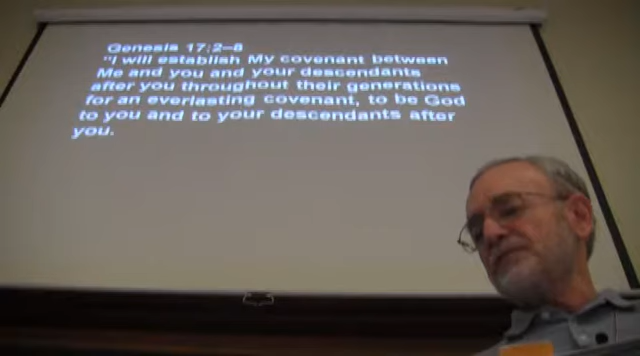 Genesis 17:2-8
"I will establish My covenant between
Me and you and your descendants
after you throughout their generations
for an everlasting covenant, to be God
to you and to your descendants after
you.